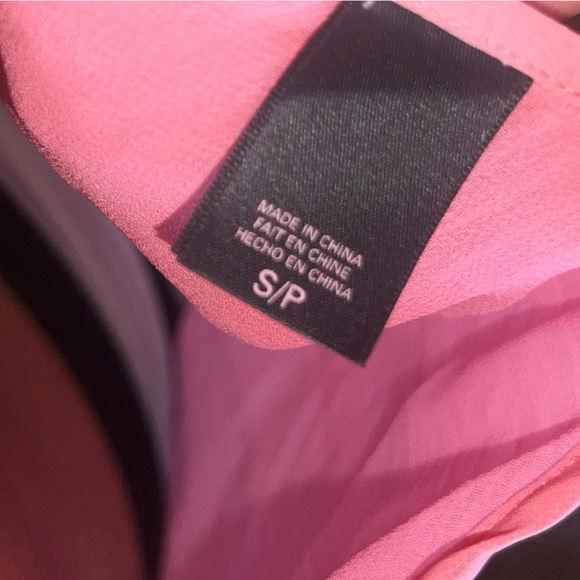 MADE IN CHINA
FAIT EN CHINE
HECHO EN CHINA
S/P